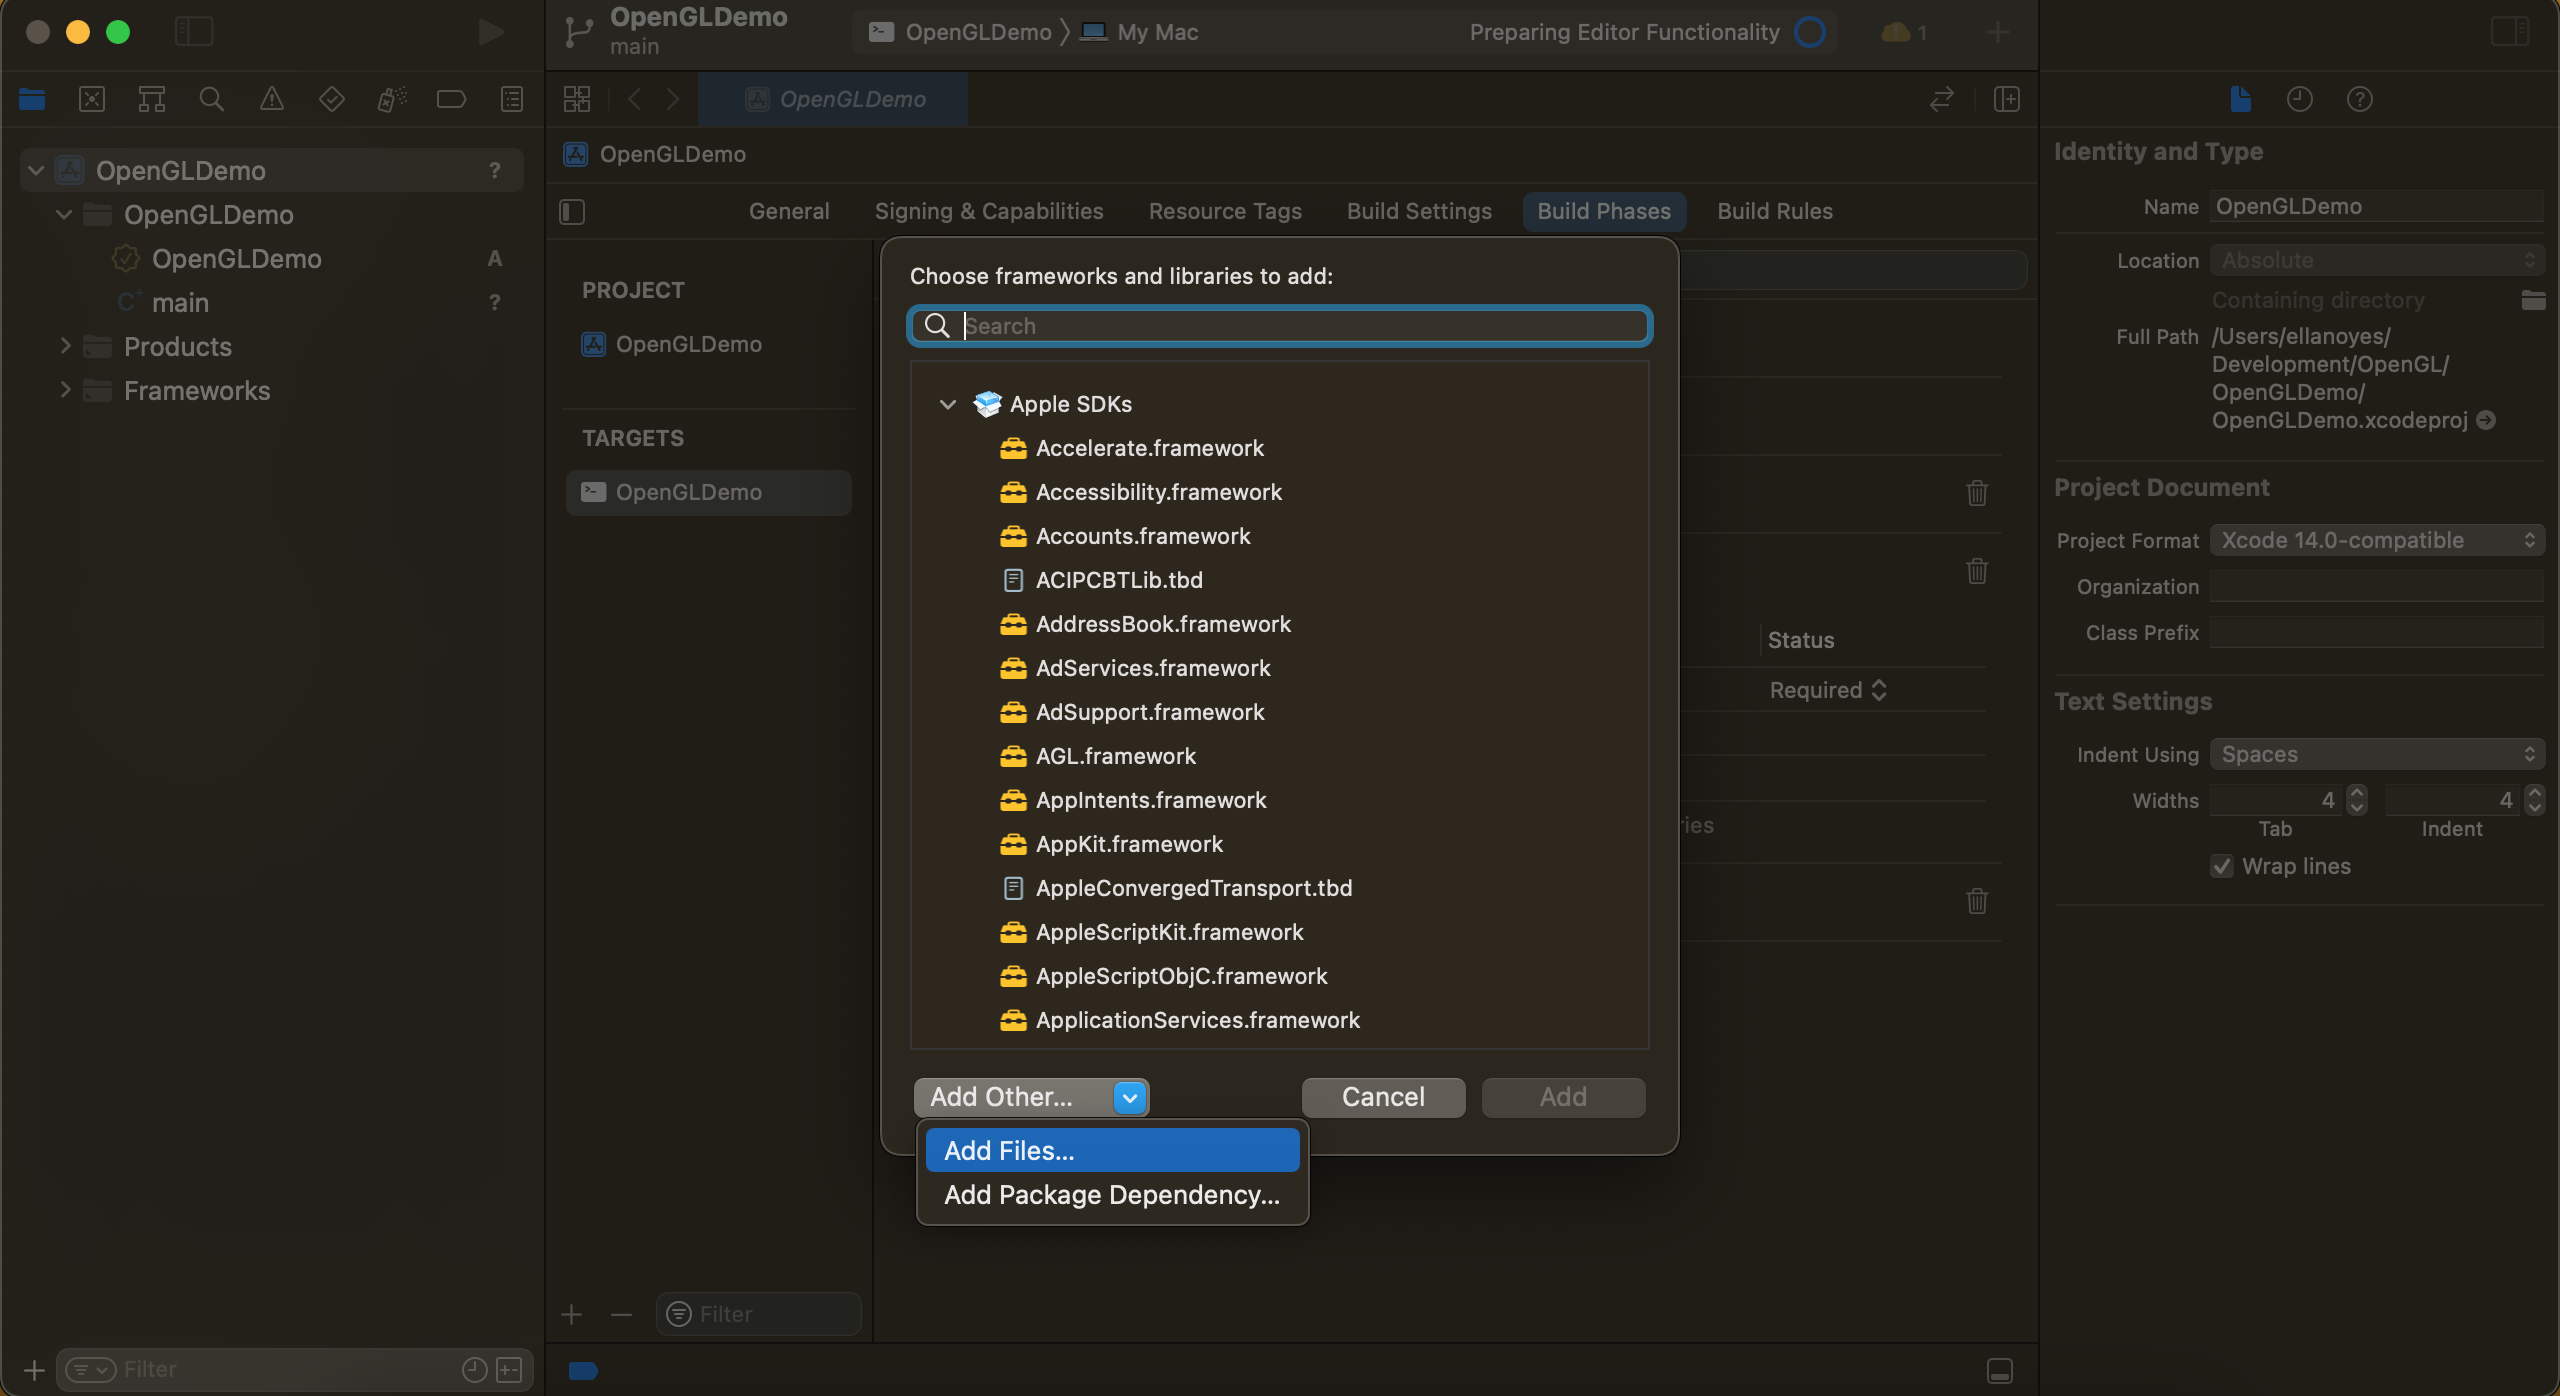 OpenGLDemo
main
OpenGLDemo
My Mac
Preparing Editor Functionality
1
OpenGLDemo
OpenGLDemo
?
OpenGLDemo
OpenGLDemo
A
main
?
Products
Frameworks
OpenGLDemo
General
Signing & Capabilities
Resource Tags
Build Settings
Build Phases
Build Rules
PROJECT
OpenGLDemo
TARGETS
OpenGLDemo
Choose frameworks and libraries to add:
Search
Apple SDKs
Accelerate.framework
Accessibility.framework
Accounts.framework
ACIPCBTLib.tbd
AddressBook.framework
AdServices.framework
AdSupport.framework
AGL.framework
AppIntents.framework
AppKit.framework
AppleConvergedTransport.tbd
AppleScriptKit.framework
AppleScriptObjC.framework
ApplicationServices.framework
Add Other...
Cancel
Add
Add Files...
Add Package Dependency...
Status
Required
ries
Filter
Filter
Identity and Type
Name OpenGLDemo
Location Absolute
Containing directory
Full Path /Users/ellanoyes/
Development/OpenGL/
OpenGLDemo/
OpenGLDemo.xcodeproj
Project Document
Project Format Xcode 14.0-compatible
Organization
Class Prefix
Text Settings
Indent Using Spaces
Widths 4 4
Tab Indent
Wrap lines